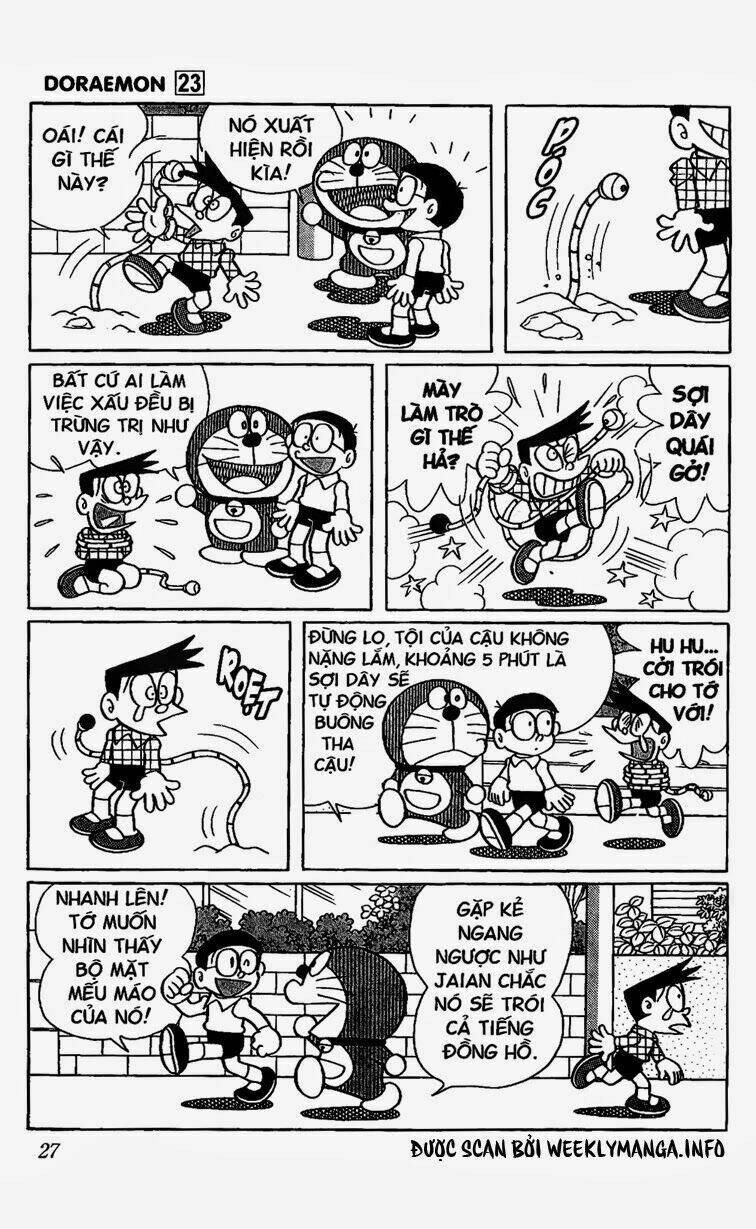 DORAEMON 23
PỌC
NÓ XUẤT
HIỆN RỒI
KÌA!
OÁI! CÁI
GÌ THẾ
NÀY?
SỢI
DÂY
QUÁI
GỞ!
MÀY
LÀM TRÒ
GÌ THẾ
HẢ?
BẤT CỨ AI LÀM
VIỆC XẤU ĐỀU BỊ
TRỪNG TRỊ NHƯ
VẬY.
HU HU...
CỞI TRÓI
CHO TỚ
VỚI!
ĐỪNG LO, TỘI CỦA CẬU KHÔNG
NẶNG LẮM, KHOẢNG 5 PHÚT LÀ
SỢI DÂY SẼ
TỰ ĐỘNG
BUÔNG
THA
CẬU!
ROẸT
GẶP KẺ
NGANG
NGƯỢC NHƯ
JAIAN CHẮC
NÓ SẼ TRÓI
CẢ TIẾNG
ĐỒNG HỒ.
NHANH LÊN!
TỚ MUỐN
NHÌN THẤY
BỘ MẶT
MẾU MÁO
CỦA NÓ!
27
ĐƯỢC SCAN BỞI WEEKLYMANGA.INFO